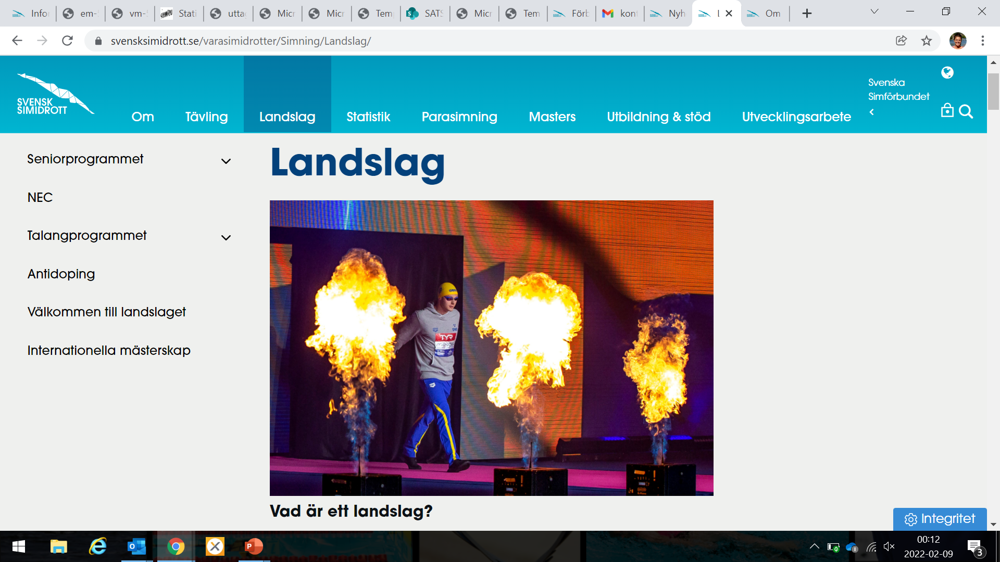 Infor
em-
vm-
Stati
utta
Micr
Micr
Tem
SATS
Micr
Tem
Förb
kont
Nyh
Om
svensksimidrott.se/varasimidrotter/Simning/Landslag/
SVENSK
SIMIDROTT
Om
Tävling
Landslag
Statistik
Parasimning
Masters
Utbildning & stöd
Utvecklingsarbete
Svenska
Simförbundet
Seniorprogrammet
NEC
Talangprogrammet
Antidoping
Välkommen till landslaget
Internationella mästerskap
Landslag
TYR
Vad är ett landslag?
Integritet
00:12
2022-02-09
3